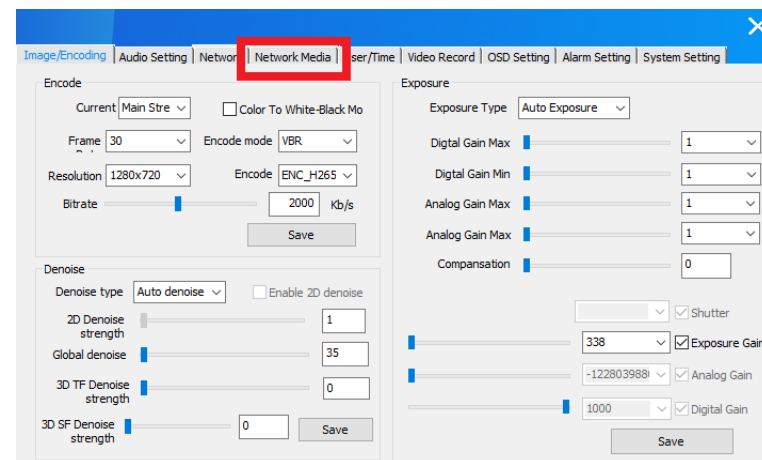 Image/Encoding Audio Setting Network Network Media User/Time Video Record OSD Setting Alarm Setting System Setting
Encode
Current Main Stre Color To White-Black Mo
Frame 30 Encode mode VBR
Resolution 1280x720 Encode ENC_H265
Bitrate 2000 Kb/s
Save
Denoise
Denoise type Auto denoise Enable 2D denoise
2D Denoise strength 1
Global denoise 35
3D TF Denoise strength 0
3D SF Denoise strength 0 Save
Exposure
Exposure Type Auto Exposure
Digtal Gain Max 1
Digtal Gain Min 1
Analog Gain Max 1
Analog Gain Max 1
Compansation 0
Shutter
338 Exposure Gain
-1228039888 Analog Gain
1000 Digital Gain
Save